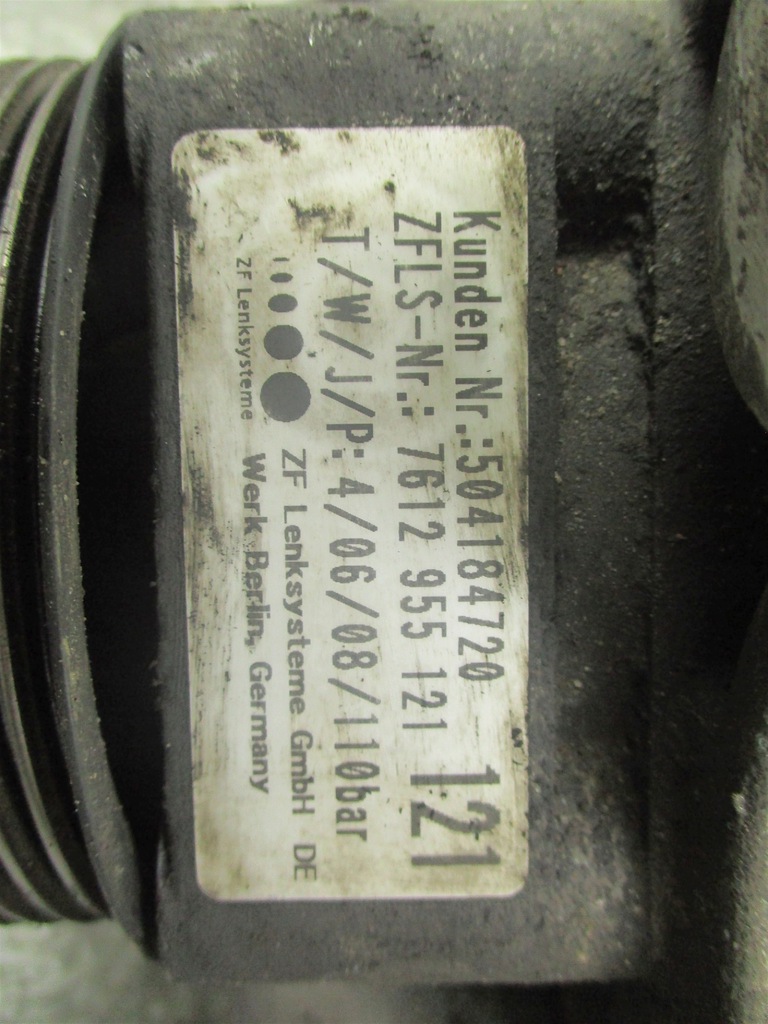 Kunden Nr.:504184720
ZFLS-Nr.: 7612 955 121 121
T/W/J/P: 4/06/08/110bar
ZF Lenksysteme GmbH DE
Werk Berlin, Germany
ZF Lenksysteme